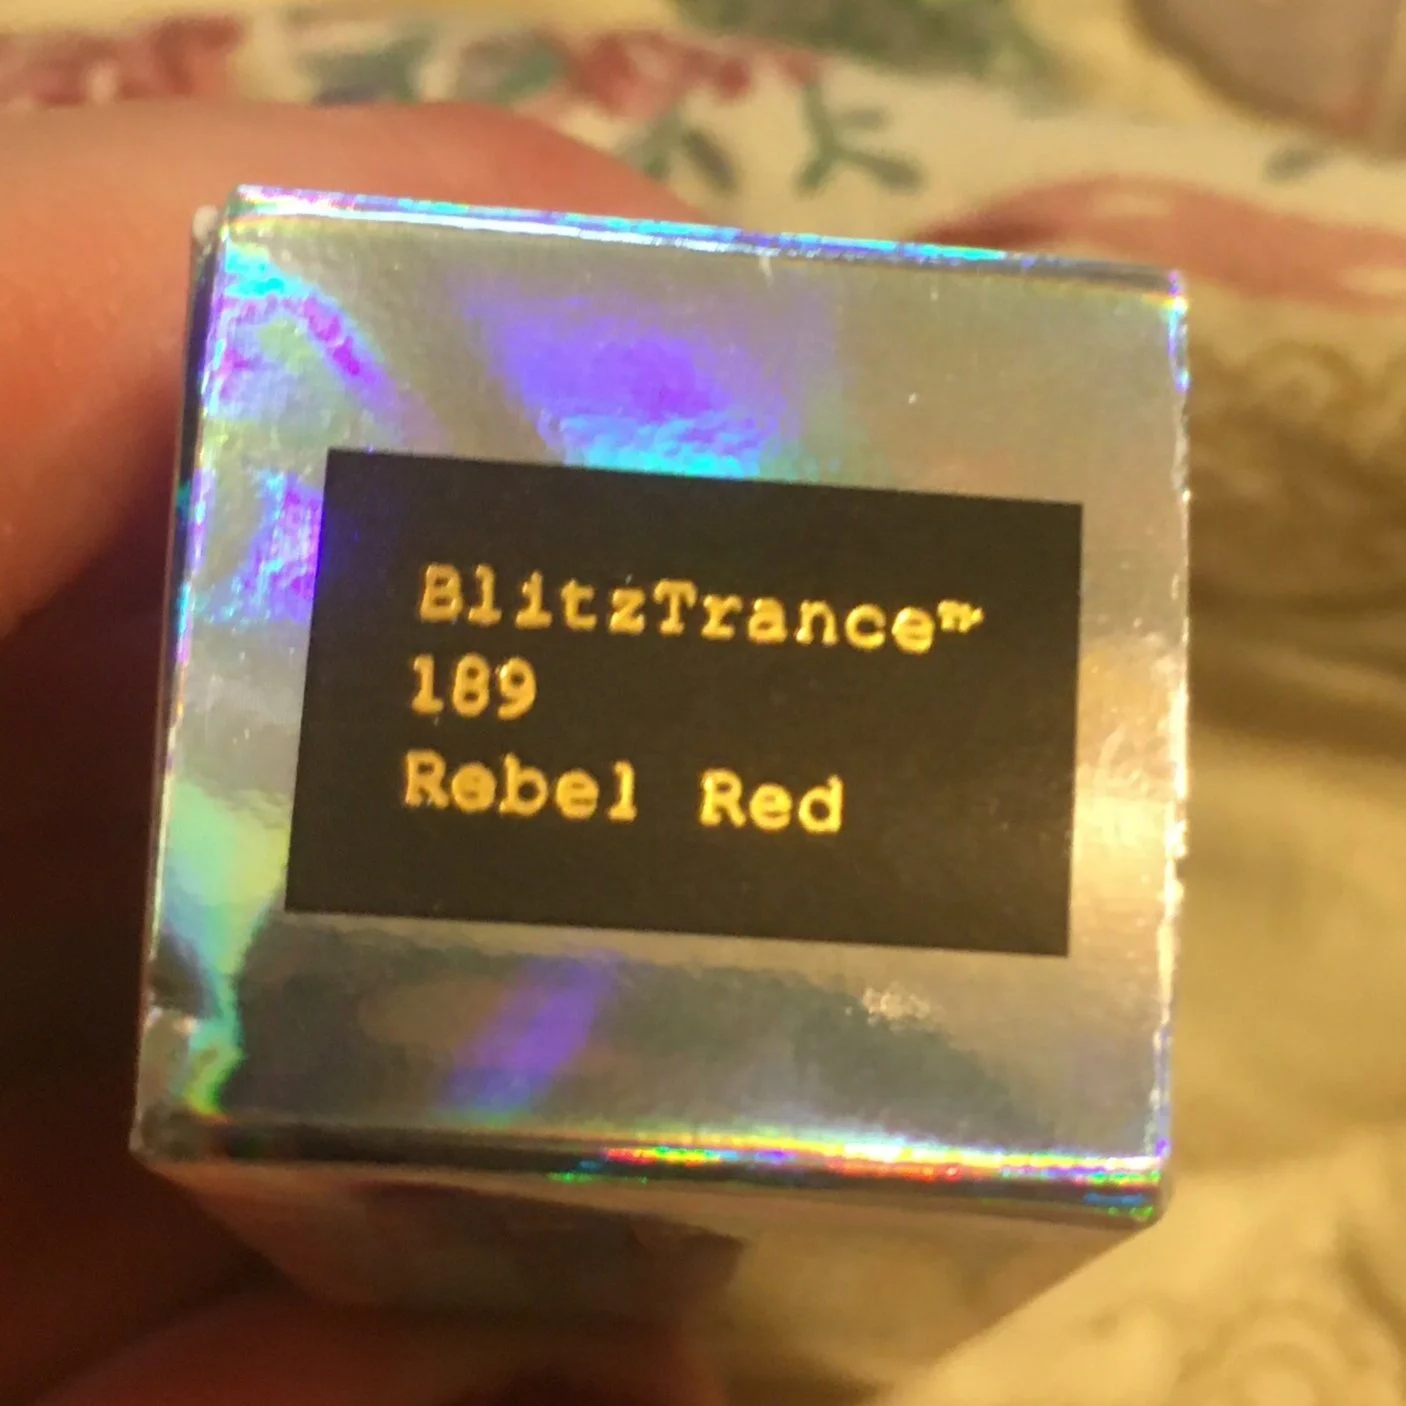 BlitzTrance™
189
Rebel Red